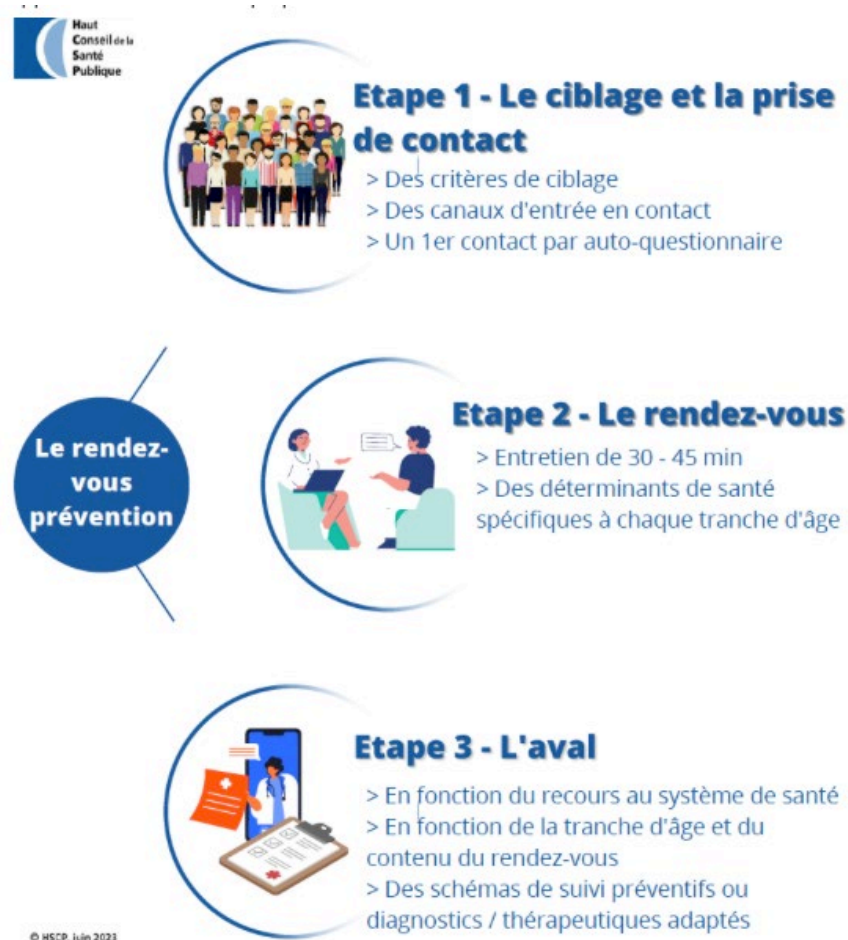 Haut
Conseil de la
Santé
Publique
Etape 1 - Le ciblage et la prise
de contact
> Des critères de ciblage
> Des canaux d'entrée en contact
> Un 1er contact par auto-questionnaire
Le rendez-
vous
prévention
Etape 2 - Le rendez-vous
> Entretien de 30 - 45 min
> Des déterminants de santé
spécifiques à chaque tranche d'âge
Etape 3 - L'aval
> En fonction du recours au système de santé
> En fonction de la tranche d'âge et du
contenu du rendez-vous
> Des schémas de suivi préventifs ou
diagnostics / thérapeutiques adaptés
© HSCP, juin 2023